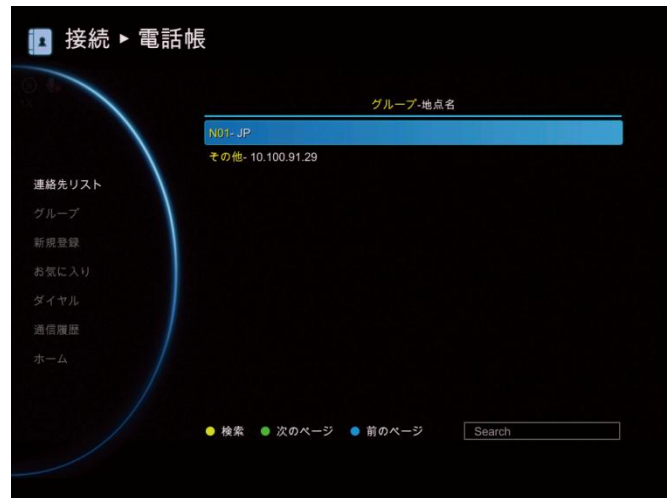 接続 ▸ 電話帳
グループ-地点名
N01- JP
その他- 10.100.91.29
連絡先リスト
グループ
新規登録
お気に入り
ダイヤル
通信履歴
ホーム
検索 次のページ 前のページ Search